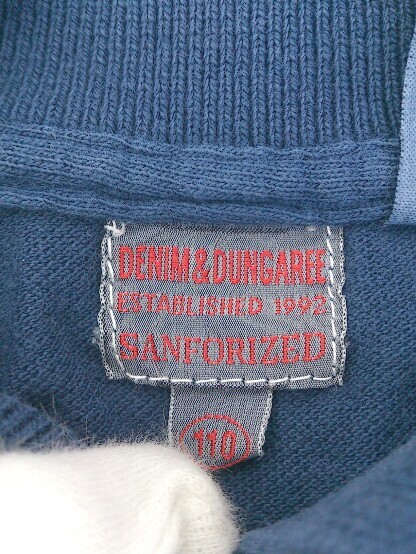 DENIM & DUNGAREE
ESTABLISHED 1992
SANFORIZED
110